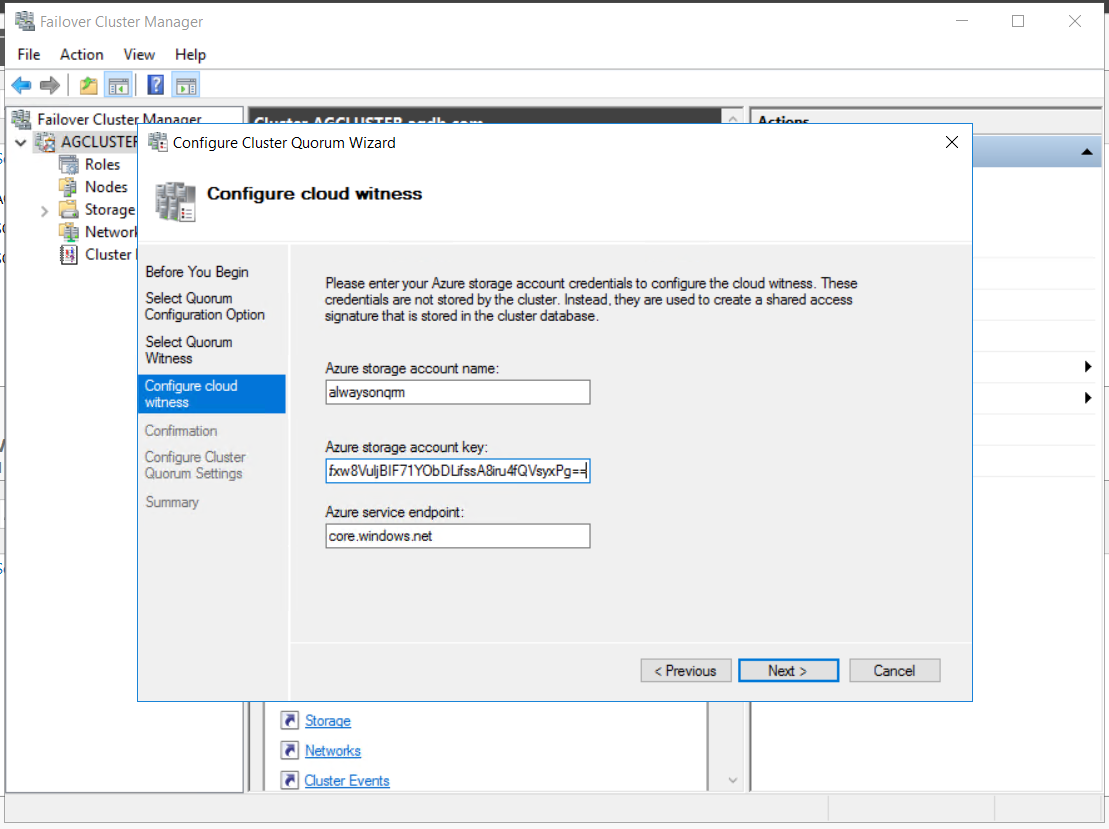 Failover Cluster Manager
File Action View Help
Failover Cluster Manager
AGCLUSTER
Roles
Nodes
Storage
Networ
Cluster
Actions
Configure Cluster Quorum Wizard
Configure cloud witness
Before You Begin
Select Quorum
Configuration Option
Select Quorum
Witness
Configure cloud
witness
Confirmation
Configure Cluster
Quorum Settings
Summary
Please enter your Azure storage account credentials to configure the cloud witness. These
credentials are not stored by the cluster. Instead, they are used to create a shared access
signature that is stored in the cluster database.
Azure storage account name:
alwaysonqrm
Azure storage account key:
fxw8VuljBIF71YObDLifssA8iru4fQVsyxPg==
Azure service endpoint:
core.windows.net
< Previous
Next >
Cancel
Storage
Networks
Cluster Events